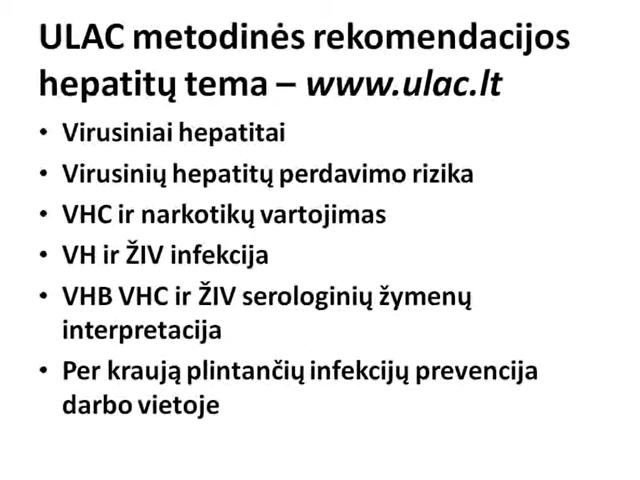 ULAC metodinės rekomendacijos
hepatitų tema – www.ulac.lt
• Virusiniai hepatitai
• Virusinių hepatitų perdavimo rizika
• VHC ir narkotikų vartojimas
• VH ir ŽIV infekcija
• VHB VHC ir ŽIV serologinių žymenų
interpretacija
• Per kraują plintančių infekcijų prevencija
darbo vietoje